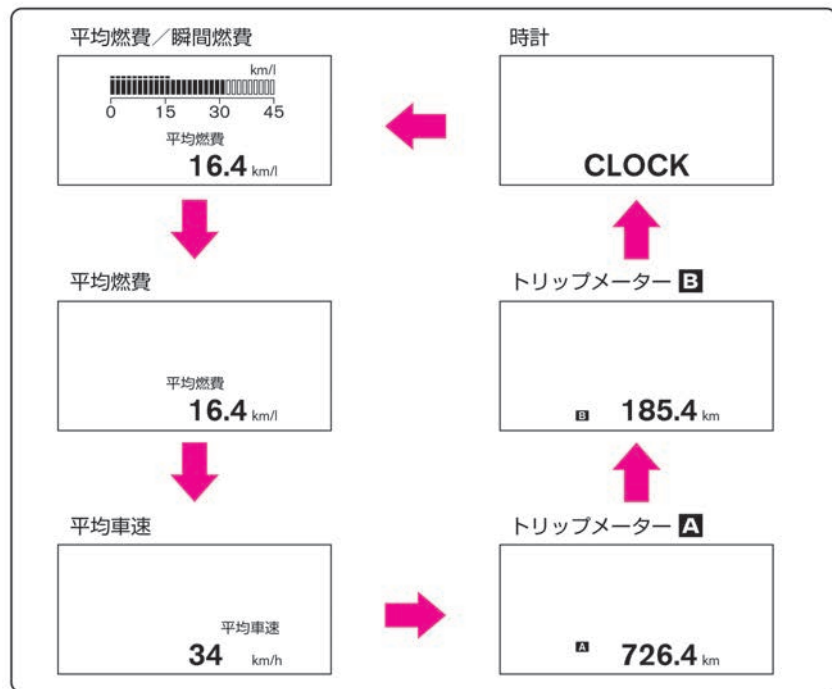 平均燃費／瞬間燃費
km/l
0 15 30 45
平均燃費
16.4 km/l
平均燃費
平均燃費
16.4 km/l
平均車速
平均車速
34 km/h
トリップメーター A
A 726.4 km
トリップメーター B
B 185.4 km
時計
CLOCK